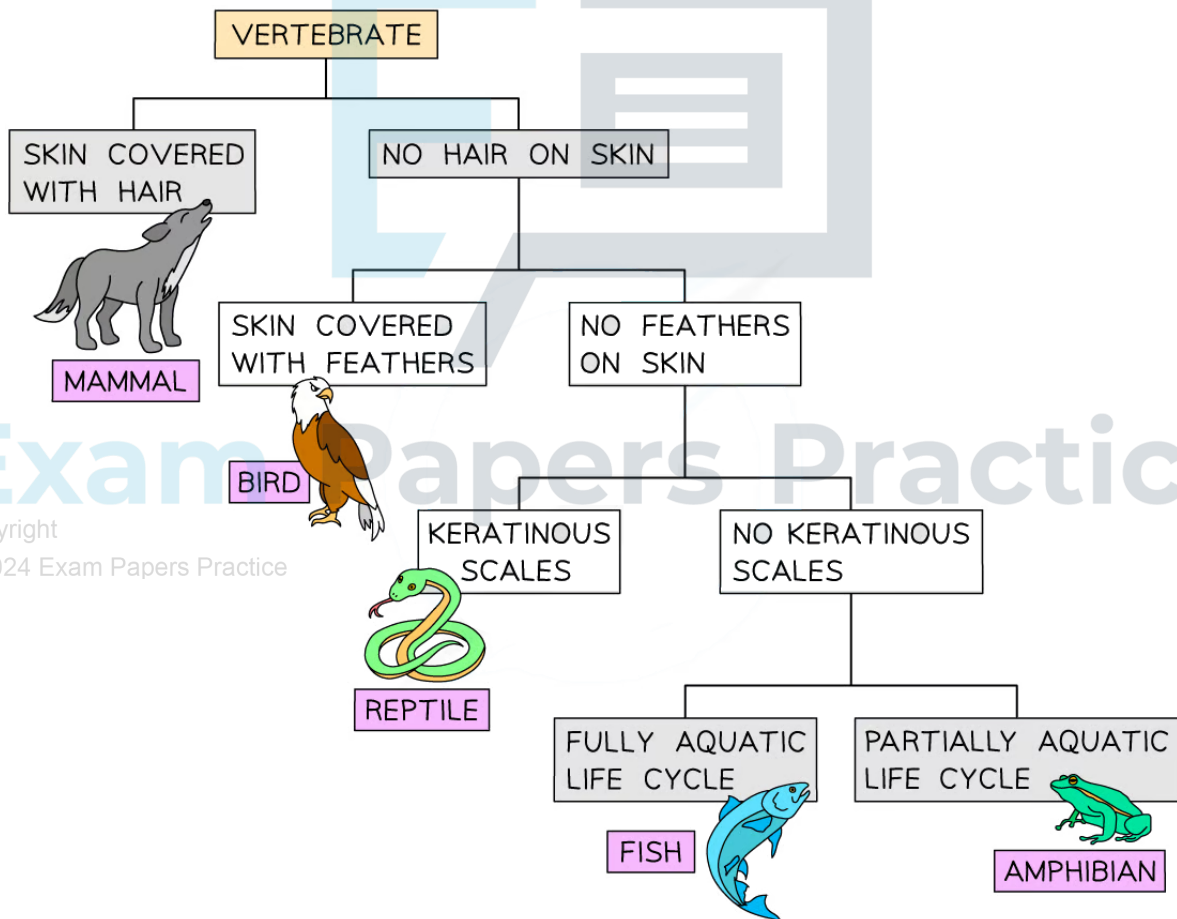 VERTEBRATE
SKIN COVERED
WITH HAIR
NO HAIR ON SKIN
MAMMAL
SKIN COVERED
WITH FEATHERS
NO FEATHERS
ON SKIN
BIRD
Exam Papers Practic
yright
024 Exam Papers Practice
KERATINOUS
SCALES
NO KERATINOUS
SCALES
REPTILE
FULLY AQUATIC
LIFE CYCLE
PARTIALLY AQUATIC
LIFE CYCLE
FISH
AMPHIBIAN